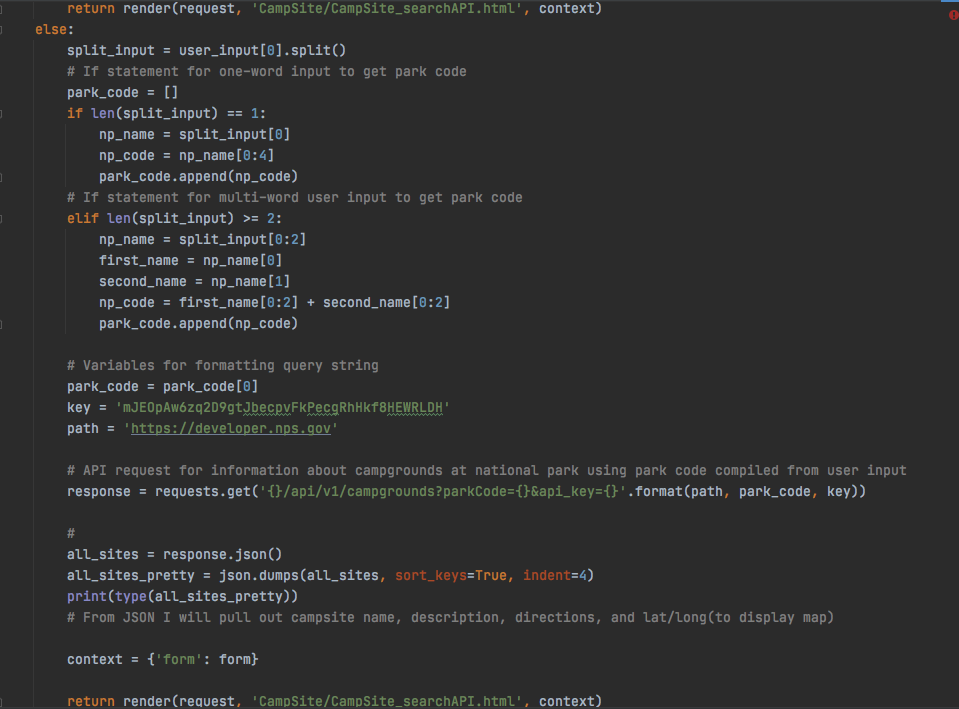 return render(request, 'CampSite/CampSite_searchAPI.html', context)
else:
split_input = user_input[0].split()
# If statement for one-word input to get park code
park_code = []
if len(split_input) == 1:
np_name = split_input[0]
np_code = np_name[0:4]
park_code.append(np_code)
# If statement for multi-word user input to get park code
elif len(split_input) >= 2:
np_name = split_input[0:2]
first_name = np_name[0]
second_name = np_name[1]
np_code = first_name[0:2] + second_name[0:2]
park_code.append(np_code)
# Variables for formatting query string
park_code = park_code[0]
key = 'mJEOpAw6zq2D9gtJbecpvFkPecgRhHkf8HEWRLDH'
path = 'https://developer.nps.gov'
# API request for information about campgrounds at national park using park code compiled from user input
response = requests.get('{}/api/v1/campgrounds?parkCode={}&api_key={}'.format(path, park_code, key))
#
all_sites = response.json()
all_sites_pretty = json.dumps(all_sites, sort_keys=True, indent=4)
print(type(all_sites_pretty))
# From JSON I will pull out campsite name, description, directions, and lat/long(to display map)
context = {'form': form}
return render(request, 'CampSite/CampSite_searchAPI.html', context)